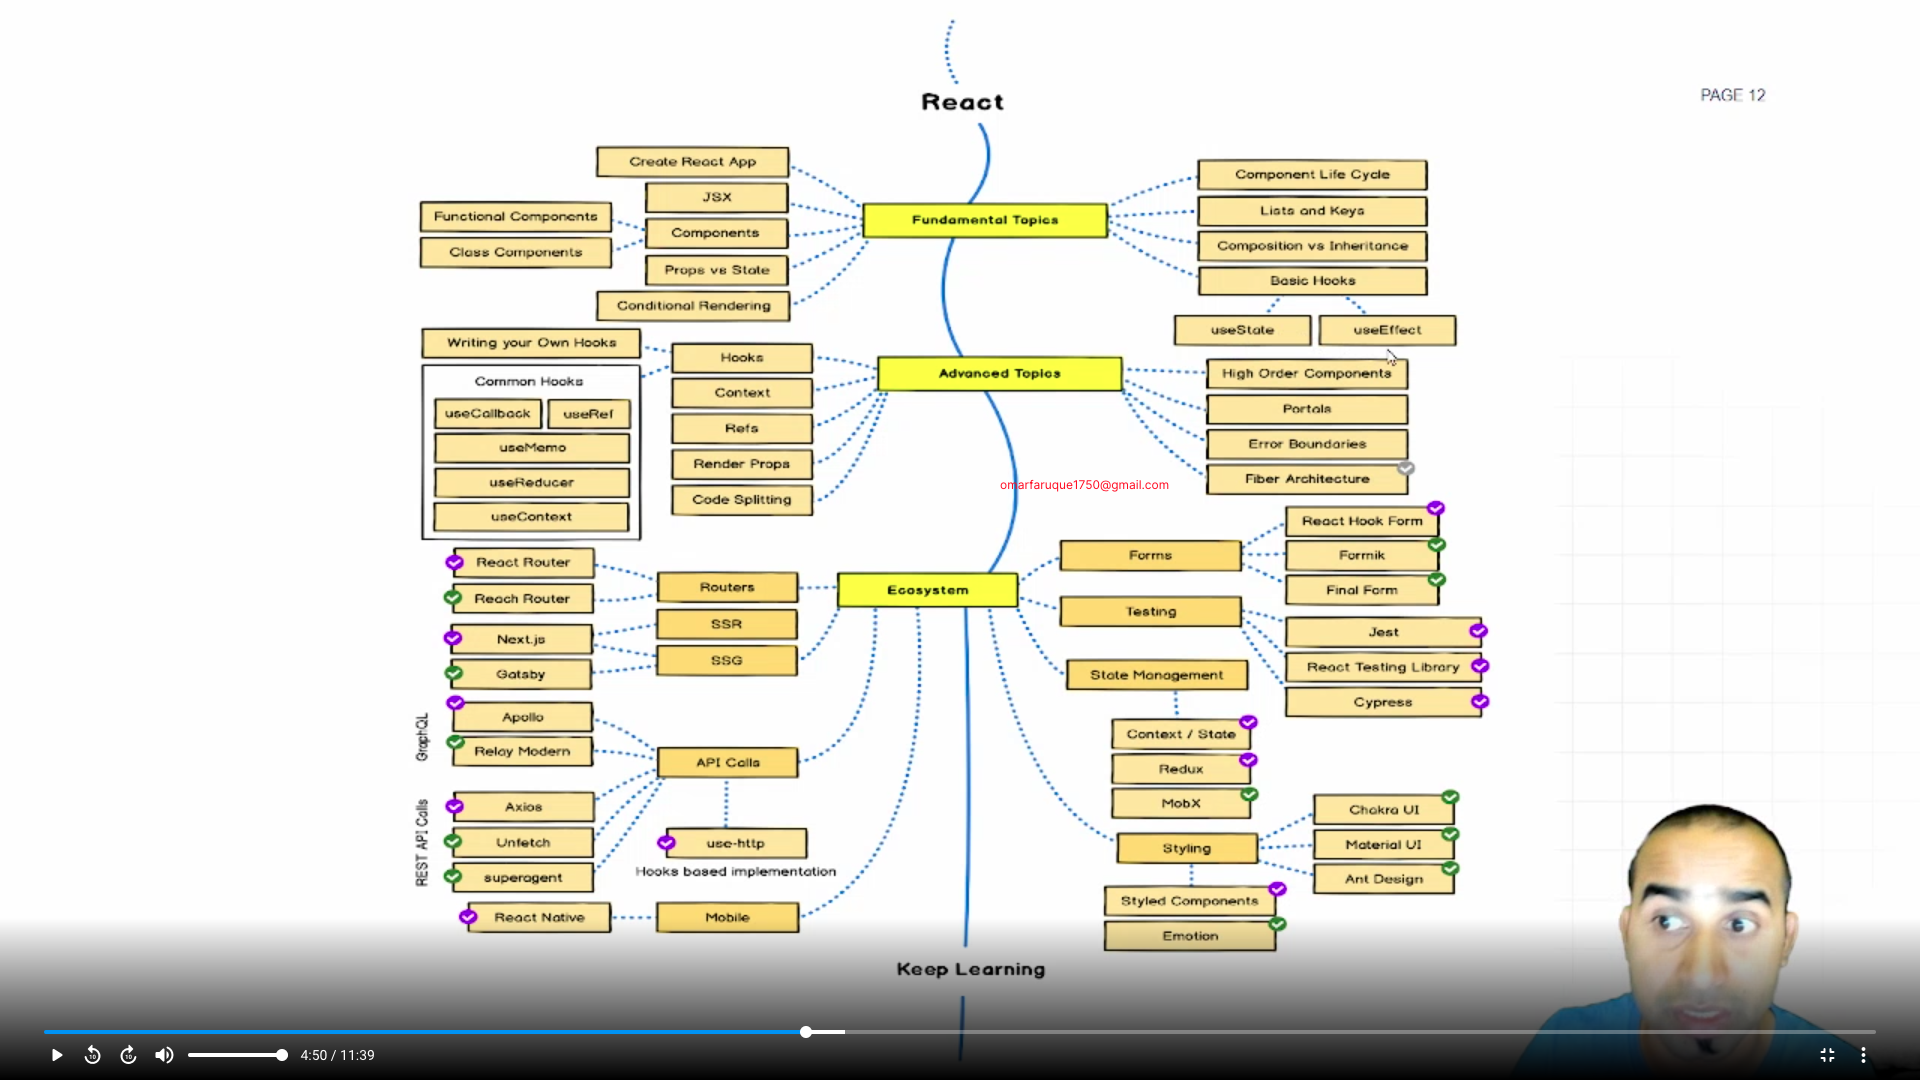 React
PAGE 12
Create React App
JSX
Functional Components
Components
Class Components
Props vs State
Conditional Rendering
Fundamental Topics
Component Life Cycle
Lists and Keys
Composition vs Inheritance
Basic Hooks
useState
useEffect
Writing your Own Hooks
Hooks
Common Hooks
useCallback
useRef
useMemo
useReducer
useContext
Context
Refs
Render Props
Code Splitting
Advanced Topics
High Order Components
Portals
Error Boundaries
Fiber Architecture
omarfaruque1750@gmail.com
React Router
Reach Router
Routers
Next.js
Gatsby
SSR
SSG
Ecosystem
Forms
React Hook Form
Formik
Final Form
Testing
Jest
React Testing Library
Cypress
State Management
Context / State
Redux
MobX
GraphQL
Apollo
Relay Modern
API Calls
REST API Calls
Axios
Unfetch
superagent
use-http
Hooks based implementation
React Native
Mobile
Styling
Chakra UI
Material UI
Ant Design
Styled Components
Emotion
Keep Learning
10
10
4:50 / 11:39